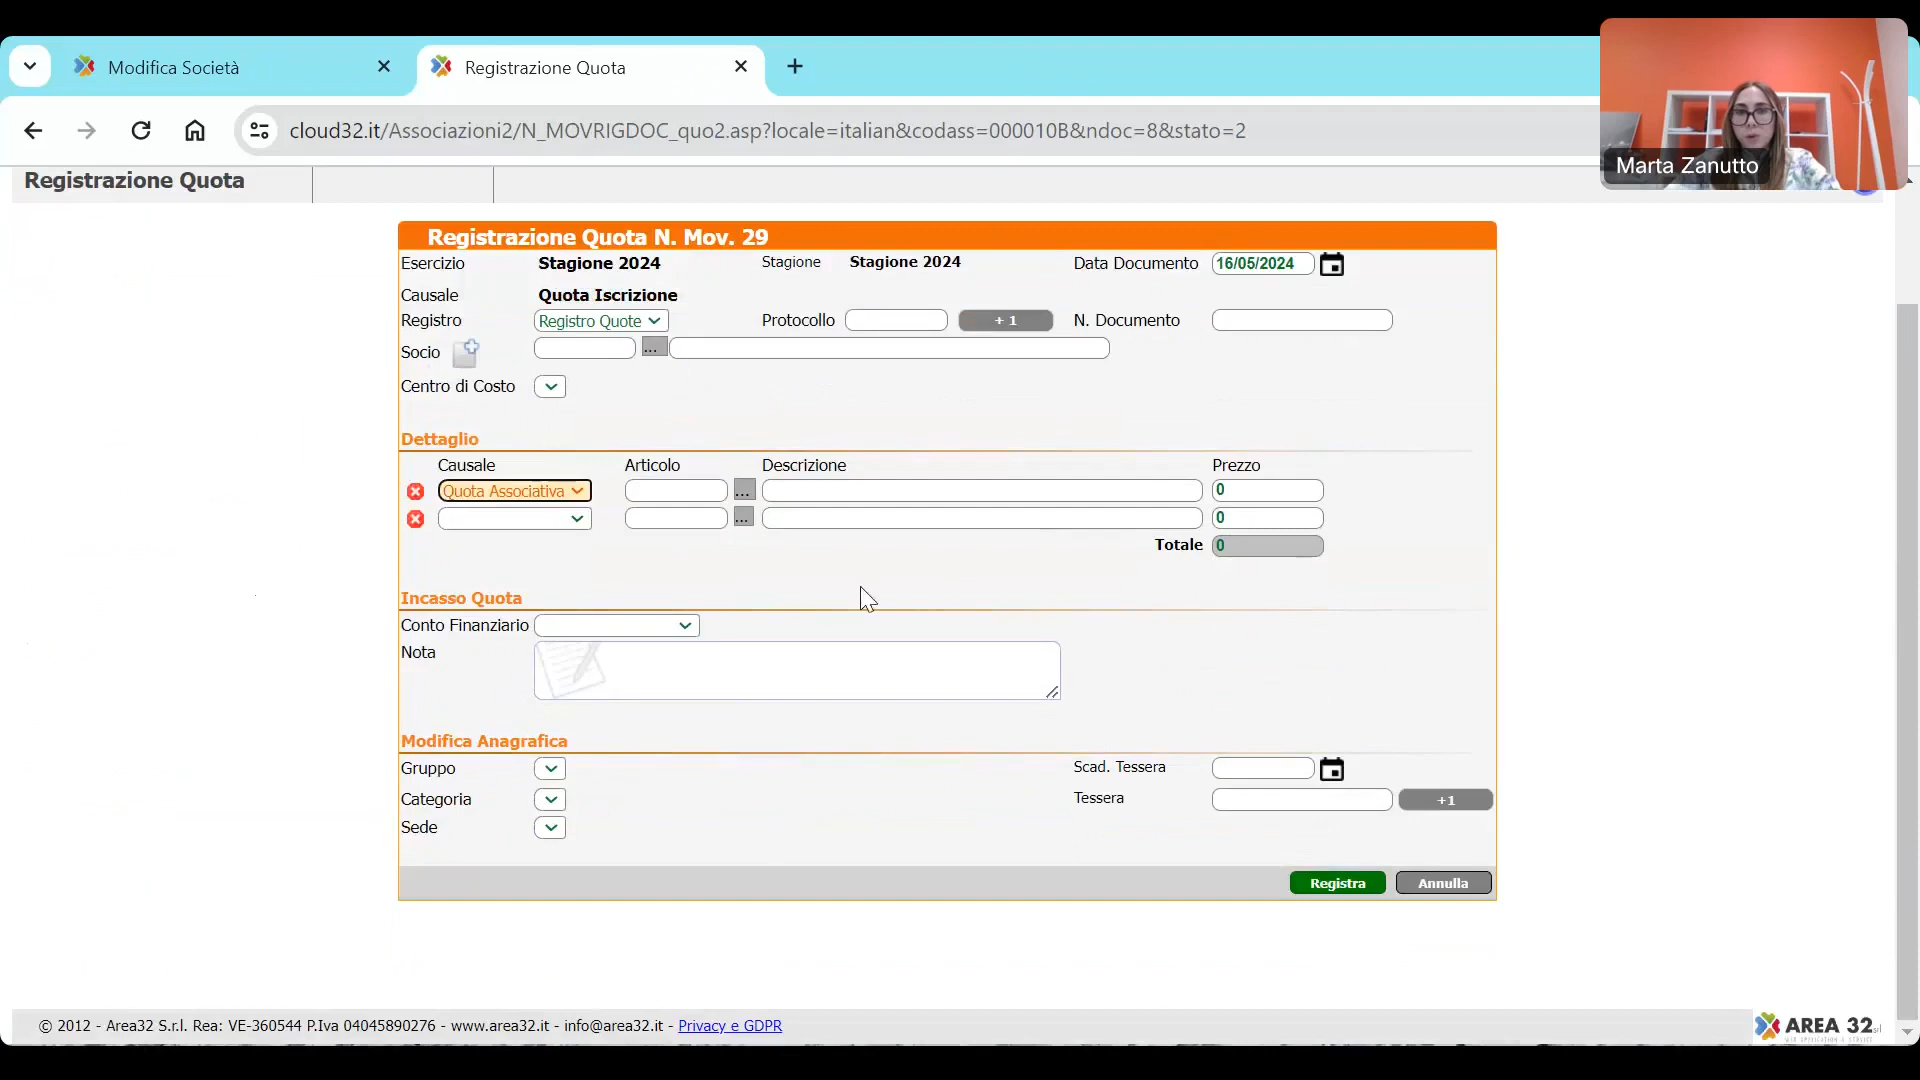 Modifica Società
Registrazione Quota
cloud32.it/Associazioni2/N_MOVRIGDOC_quo2.asp?locale=italian&codass=000010B&ndoc=8&stato=2
Marta Zanutto
Registrazione Quota
Registrazione Quota N. Mov. 29
Esercizio Stagione 2024 Stagione Stagione 2024 Data Documento 16/05/2024
Causale Quota Iscrizione
Registro Registro Quote Protocollo + 1 N. Documento
Socio ...
Centro di Costo
Dettaglio
Causale Articolo Descrizione Prezzo
Quota Associativa ... 0
... 0
Totale 0
Incasso Quota
Conto Finanziario
Nota
Modifica Anagrafica
Gruppo Scad. Tessera
Categoria Tessera +1
Sede
Registra Annulla
© 2012 - Area32 S.r.l. Rea: VE-360544 P.Iva 04045890276 - www.area32.it - info@area32.it - Privacy e GDPR
AREA 32